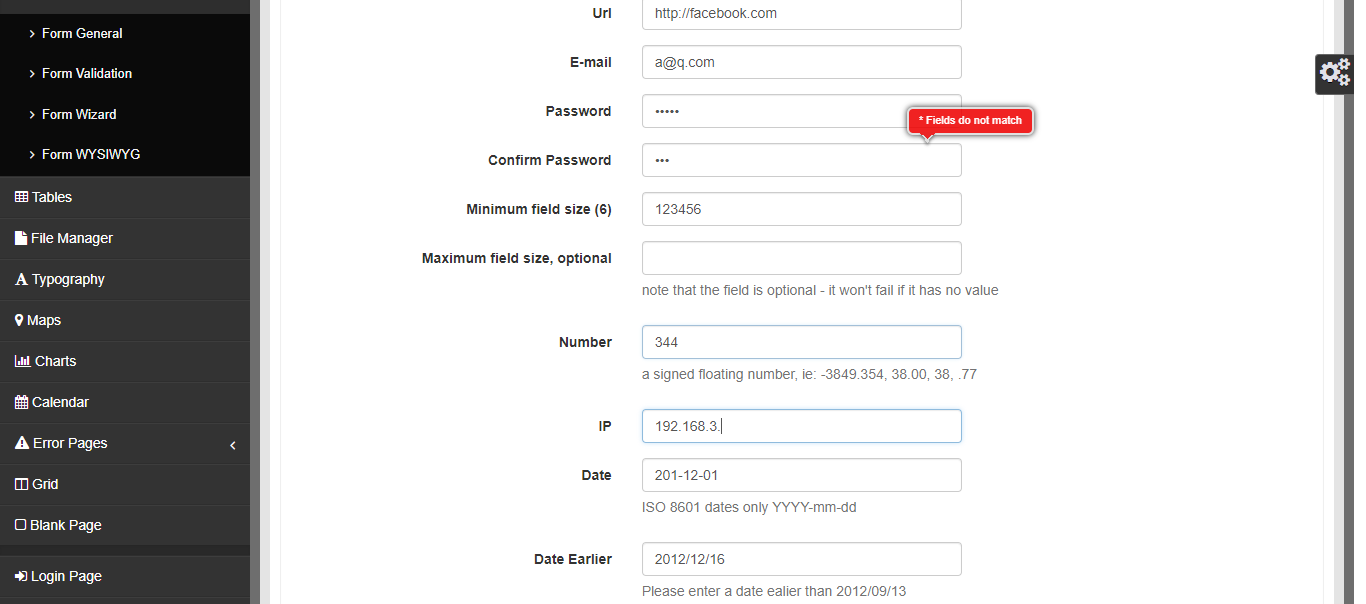 Form General
Form Validation
Form Wizard
Form WYSIWYG
Tables
File Manager
Typography
Maps
Charts
Calendar
Error Pages
Grid
Blank Page
Login Page
Url http://facebook.com
E-mail a@q.com
Password •••••
* Fields do not match
Confirm Password •••
Minimum field size (6) 123456
Maximum field size, optional
note that the field is optional - it won't fail if it has no value
Number 344
a signed floating number, ie: -3849.354, 38.00, 38, .77
IP 192.168.3.
Date 201-12-01
ISO 8601 dates only YYYY-mm-dd
Date Earlier 2012/12/16
Please enter a date ealier than 2012/09/13